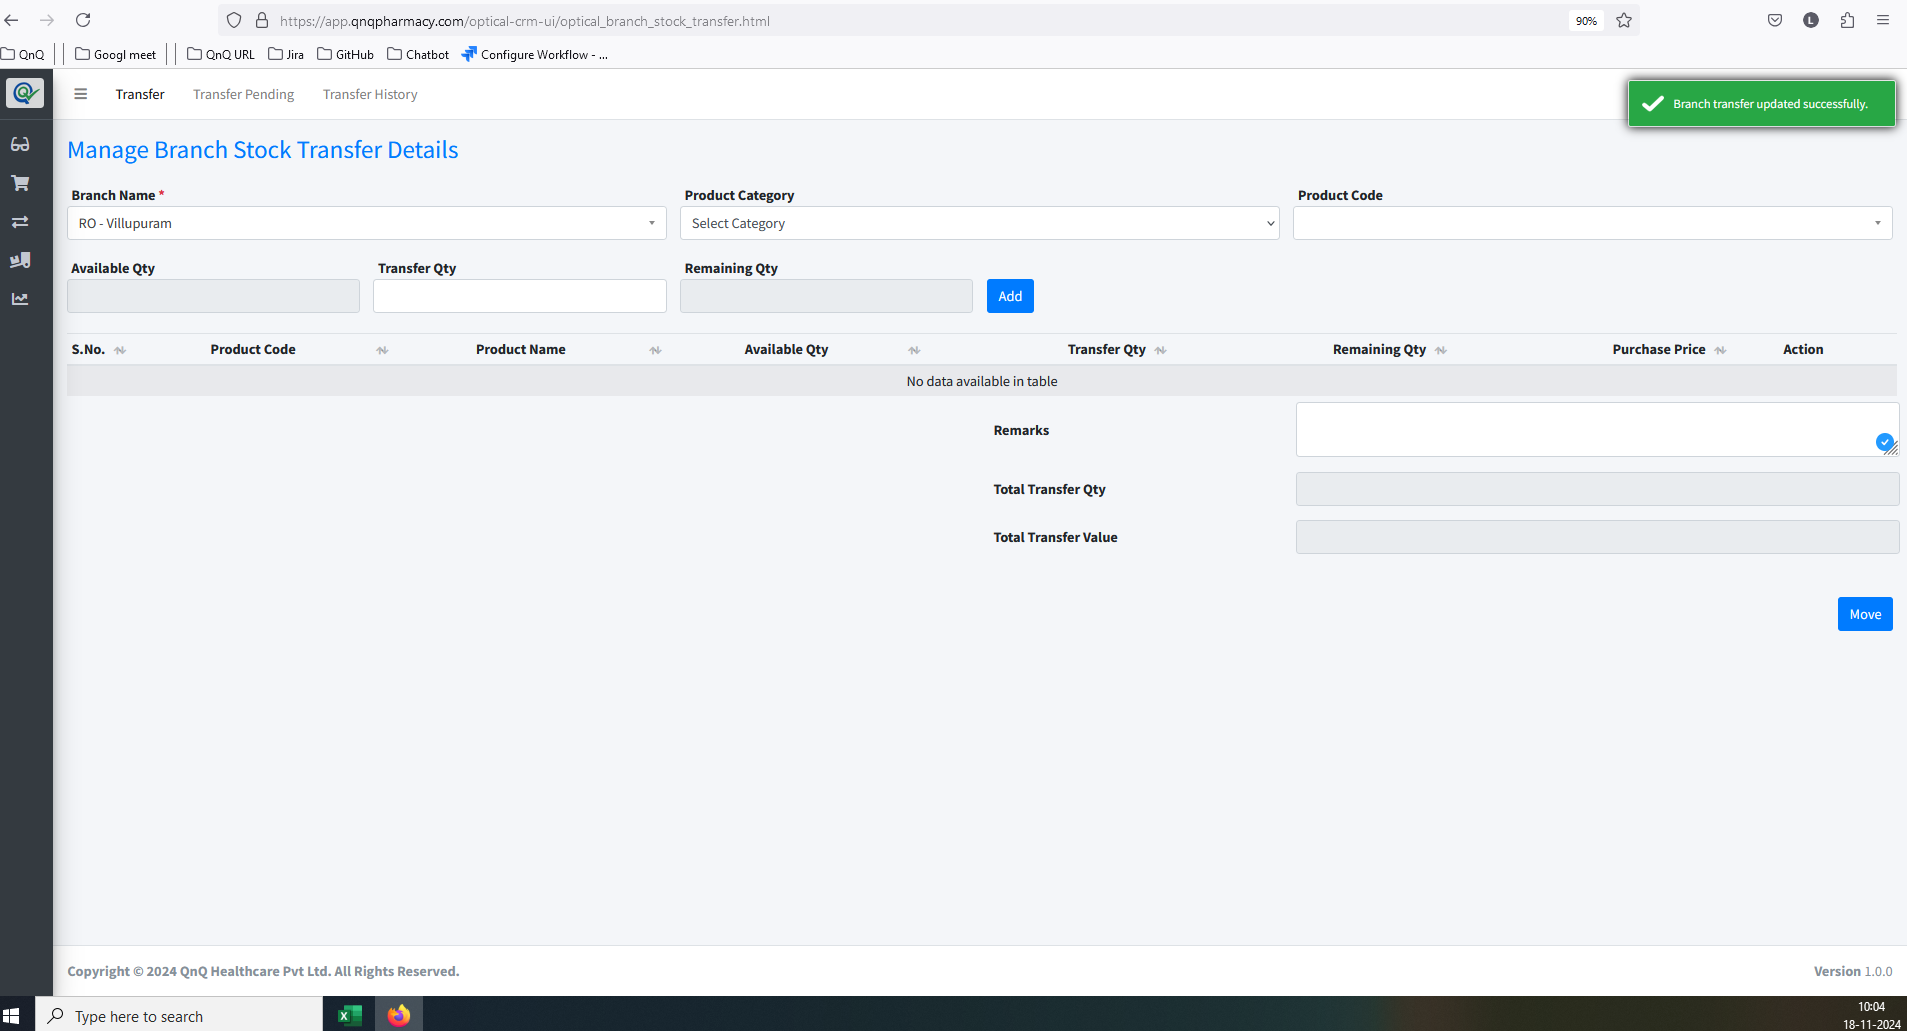 https://app.qnqpharmacy.com/optical-crm-ui/optical_branch_stock_transfer.html
90%
L
QnQ
Googl meet
QnQ URL
Jira
GitHub
Chatbot
Configure Workflow - ...
Transfer
Transfer Pending
Transfer History
Branch transfer updated successfully.
Manage Branch Stock Transfer Details
Branch Name *
Product Category
Product Code
RO - Villupuram
Select Category
Available Qty
Transfer Qty
Remaining Qty
Add
S.No.
Product Code
Product Name
Available Qty
Transfer Qty
Remaining Qty
Purchase Price
Action
No data available in table
Remarks
Total Transfer Qty
Total Transfer Value
Move
Copyright © 2024 QnQ Healthcare Pvt Ltd. All Rights Reserved.
Version 1.0.0
Type here to search
10:04
18-11-2024